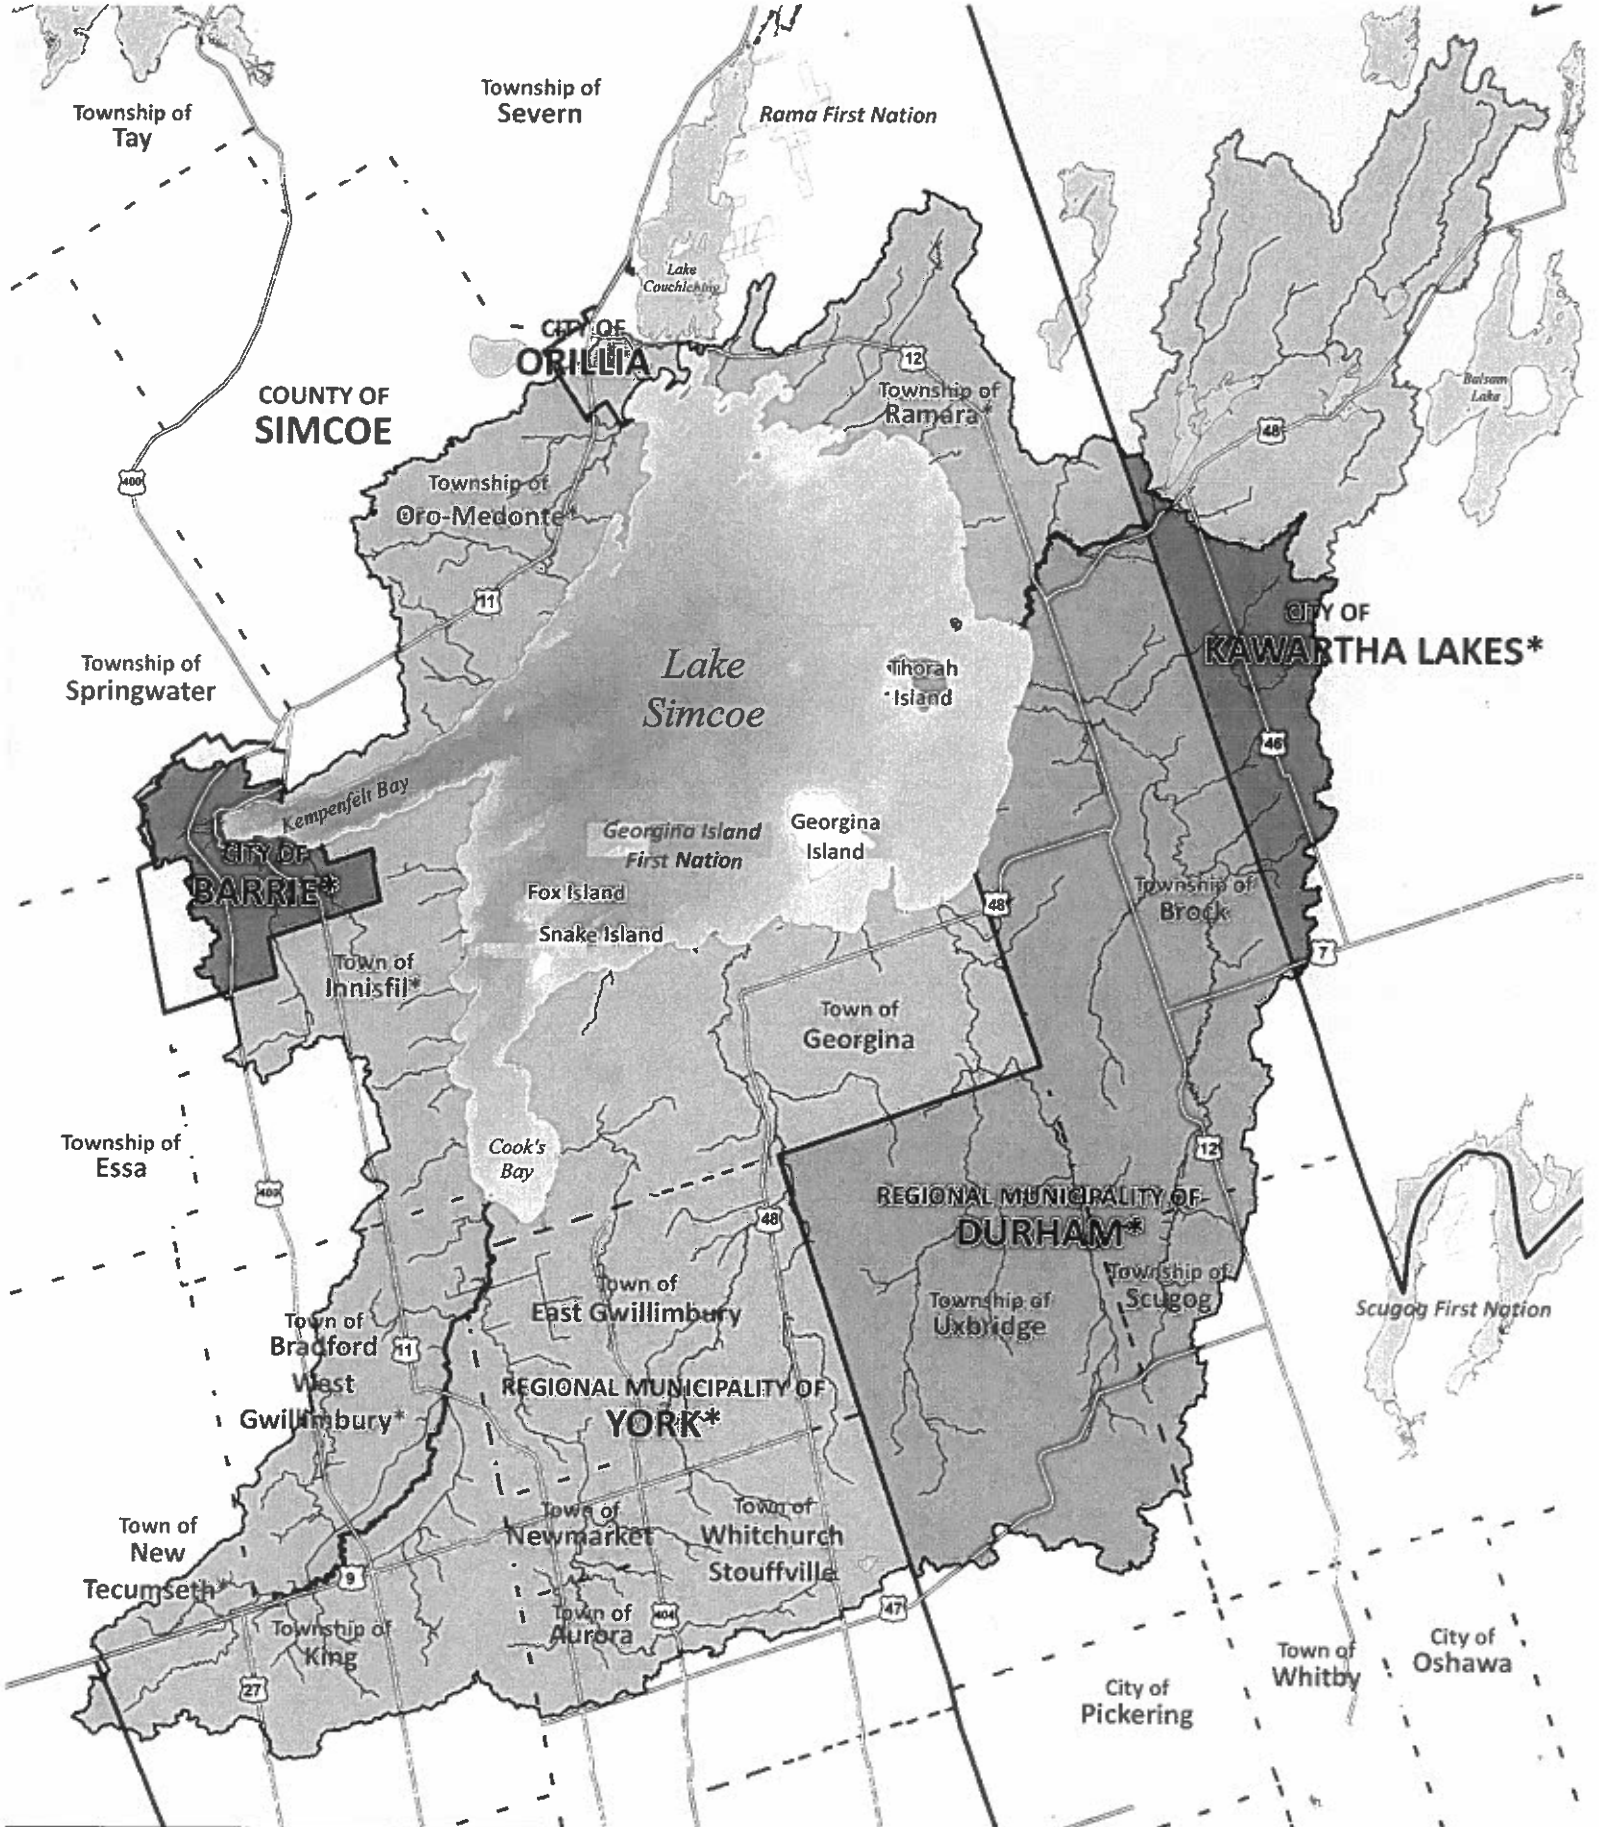 Township of
Tay
Township of
Severn
Rama First Nation
Lake
Couchiching
CITY OF
ORILLIA
12
Township of
Ramara*
COUNTY OF
SIMCOE
Balsam
Lake
48
400
Township of
Oro-Medonte*
11
CITY OF
KAWARTHA LAKES*
Township of
Springwater
Lake
Simcoe
Thorah
Island
46
Kempenfelt Bay
Georgina Island
First Nation
Georgina
Island
CITY OF
BARRIE*
Fox Island
Snake Island
48
Township of
Brock
7
Town of
Innisfil*
Town of
Georgina
Township of
Essa
Cook's
Bay
12
400
48
REGIONAL MUNICIPALITY OF
DURHAM*
Town of
East Gwillimbury
Township of
Scugog
Township of
Uxbridge
Scugog First Nation
Town of
Bradford
West
Gwillimbury*
11
REGIONAL MUNICIPALITY OF
YORK*
Town of
New
Tecumseth*
Town of
Newmarket
Town of
Whitchurch
Stouffville
9
Town of
Aurora
404
47
Township of
King
27
City of
Pickering
Town of
Whitby
City of
Oshawa